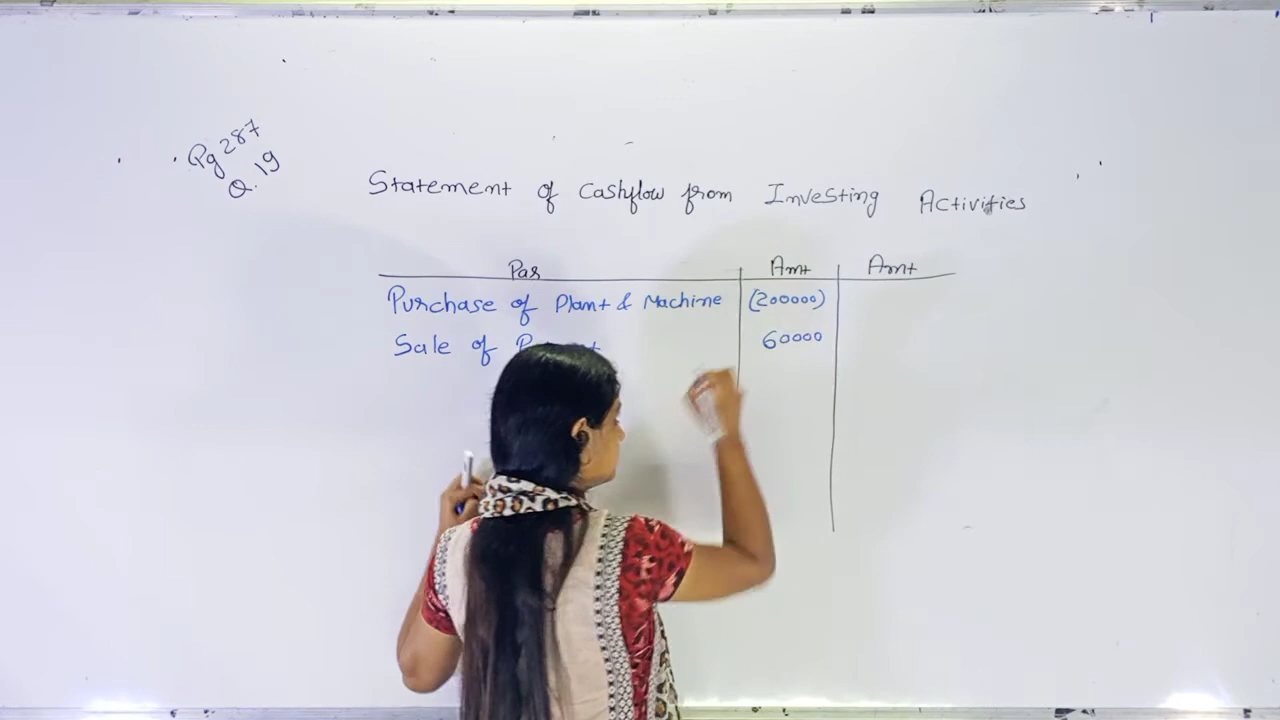 Pg 287
Q. 19
Statement of Cashflow from Investing Activities
Par Amt Amt
Purchase of Plant & Machine (200000)
Sale of 60000